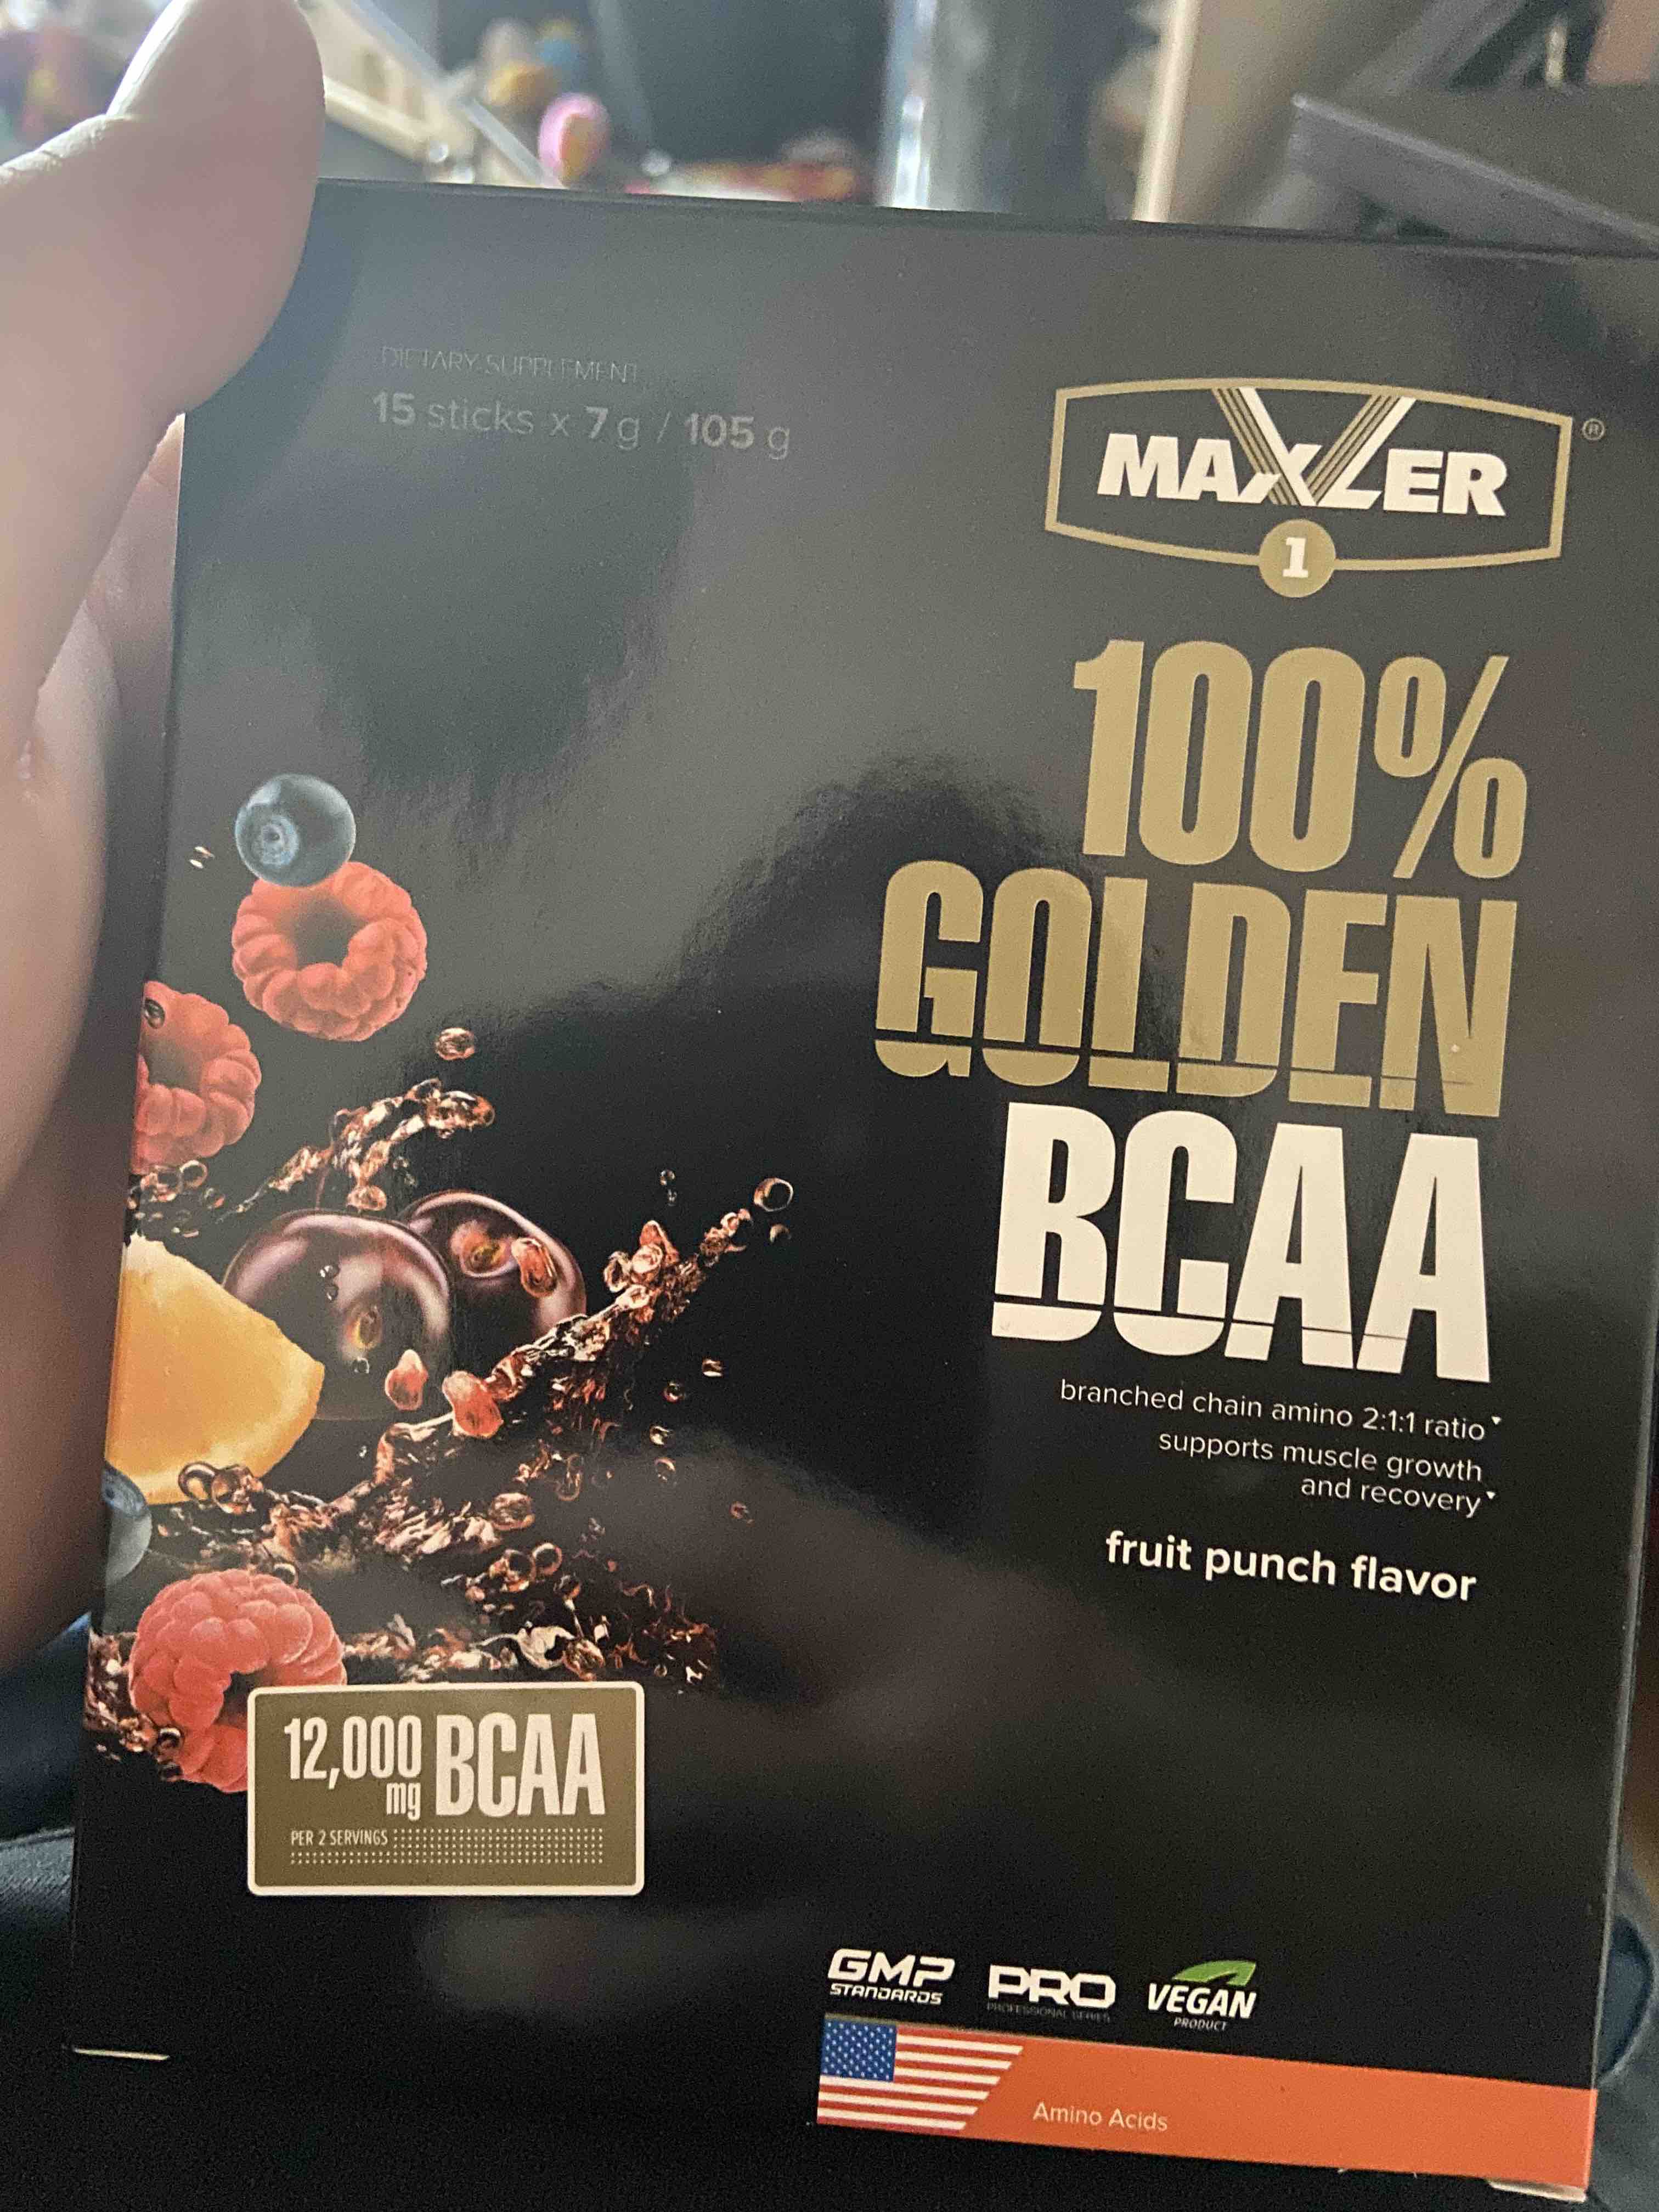 DIETARY SUPPLEMENT
15 sticks x 7 g / 105 g
MAXLER
®
1
100%
GOLDEN
BCAA
branched chain amino 2:1:1 ratio*
supports muscle growth
and recovery*
fruit punch flavor
12,000
mg
BCAA
PER 2 SERVINGS
GMP
STANDARDS
PRO
PROFESSIONAL SERIES
VEGAN
PRODUCT
Amino Acids